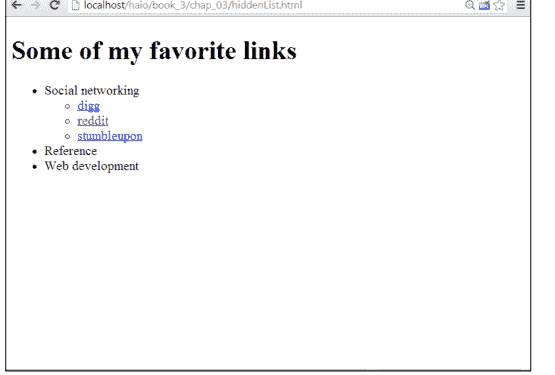 localhost/haio/book_3/chap_03/hiddenList.html
Some of my favorite links
Social networking
digg
reddit
stumbleupon
Reference
Web development